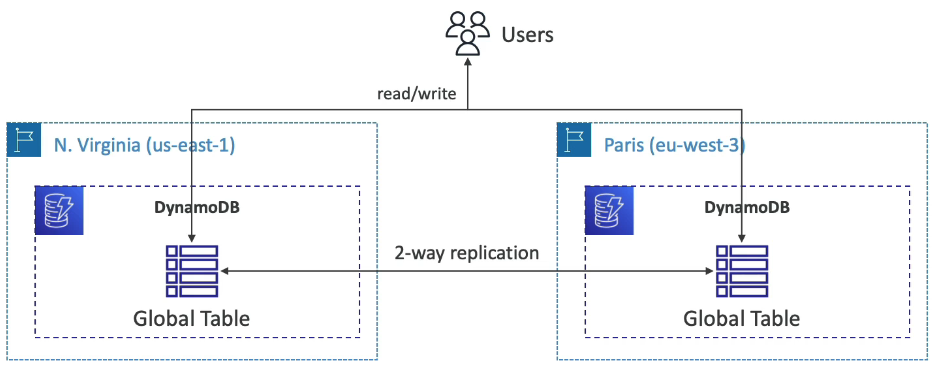 Users
read/write
N. Virginia (us-east-1)
Paris (eu-west-3)
DynamoDB
DynamoDB
2-way replication
Global Table
Global Table